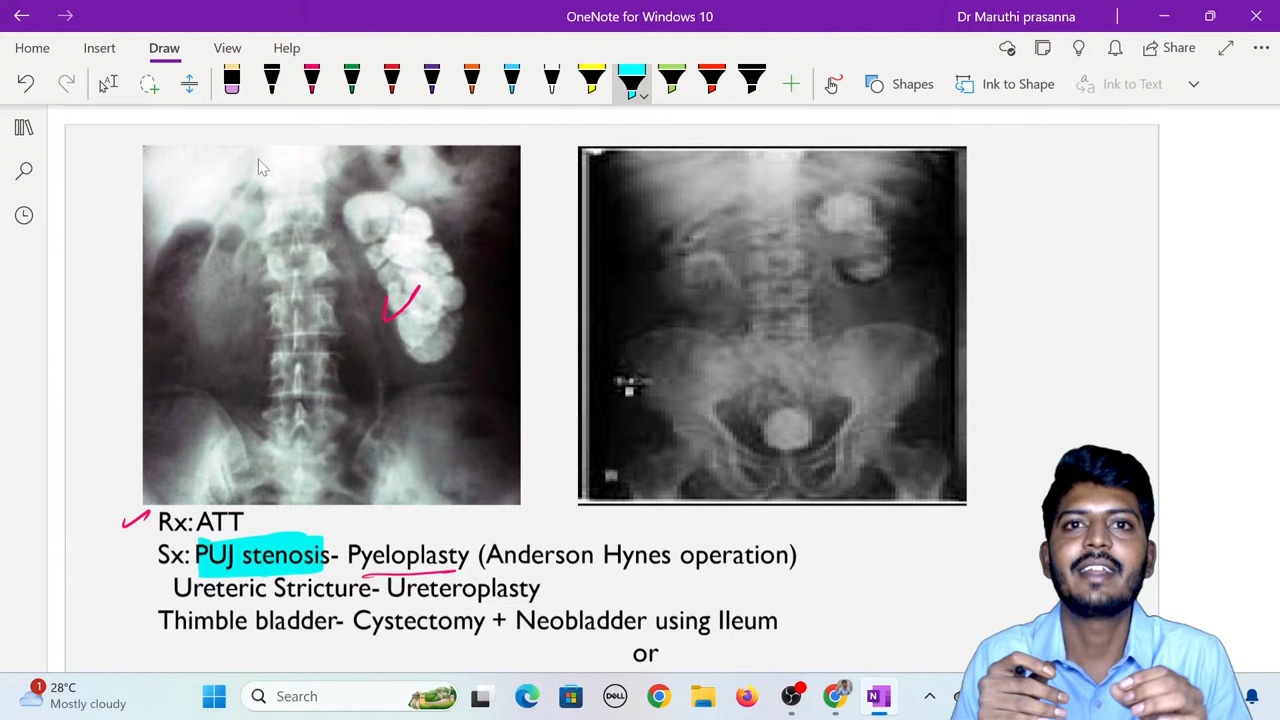 OneNote for Windows 10
Dr Maruthi prasanna
Home
Insert
Draw
View
Help
Share
Shapes
Ink to Shape
Ink to Text
Rx: ATT
Sx: PUJ stenosis- Pyeloplasty (Anderson Hynes operation)
Ureteric Stricture- Ureteroplasty
Thimble bladder- Cystectomy + Neobladder using Ileum
or
1
28°C
Mostly cloudy
Search
DELL